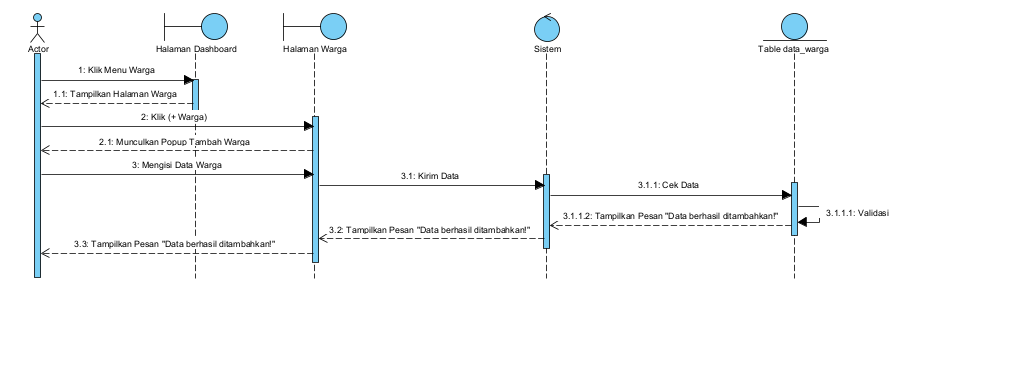 Actor
Halaman Dashboard
Halaman Warga
Sistem
Table data_warga
1: Klik Menu Warga
1.1: Tampilkan Halaman Warga
2: Klik (+ Warga)
2.1: Munculkan Popup Tambah Warga
3: Mengisi Data Warga
3.1: Kirim Data
3.1.1: Cek Data
3.1.1.1: Validasi
3.1.1.2: Tampilkan Pesan "Data berhasil ditambahkan!"
3.2: Tampilkan Pesan "Data berhasil ditambahkan!"
3.3: Tampilkan Pesan "Data berhasil ditambahkan!"